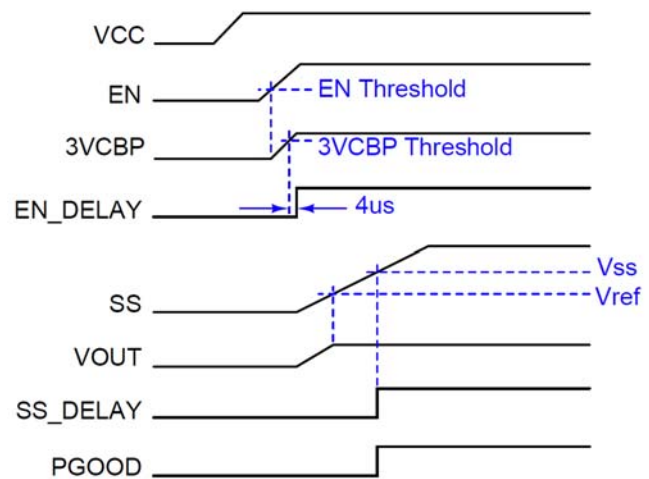 VCC
EN
EN Threshold
3VCBP
3VCBP Threshold
EN_DELAY
4us
SS
Vss
Vref
VOUT
SS_DELAY
PGOOD